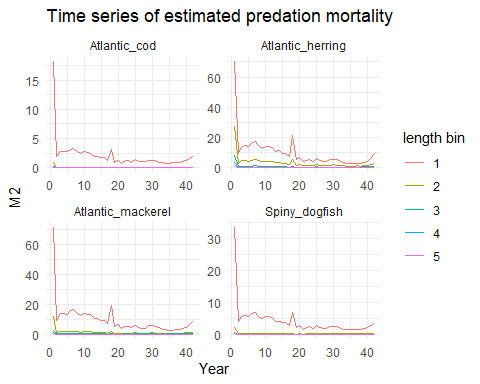 Time series of estimated predation mortality
Atlantic_cod
Atlantic_herring
15
10
5
0
60
40
20
0
0 10 20 30 40
0 10 20 30 40
Atlantic_mackerel
Spiny_dogfish
60
40
20
0
30
20
10
0
0 10 20 30 40
0 10 20 30 40
M2
Year
length bin
1
2
3
4
5